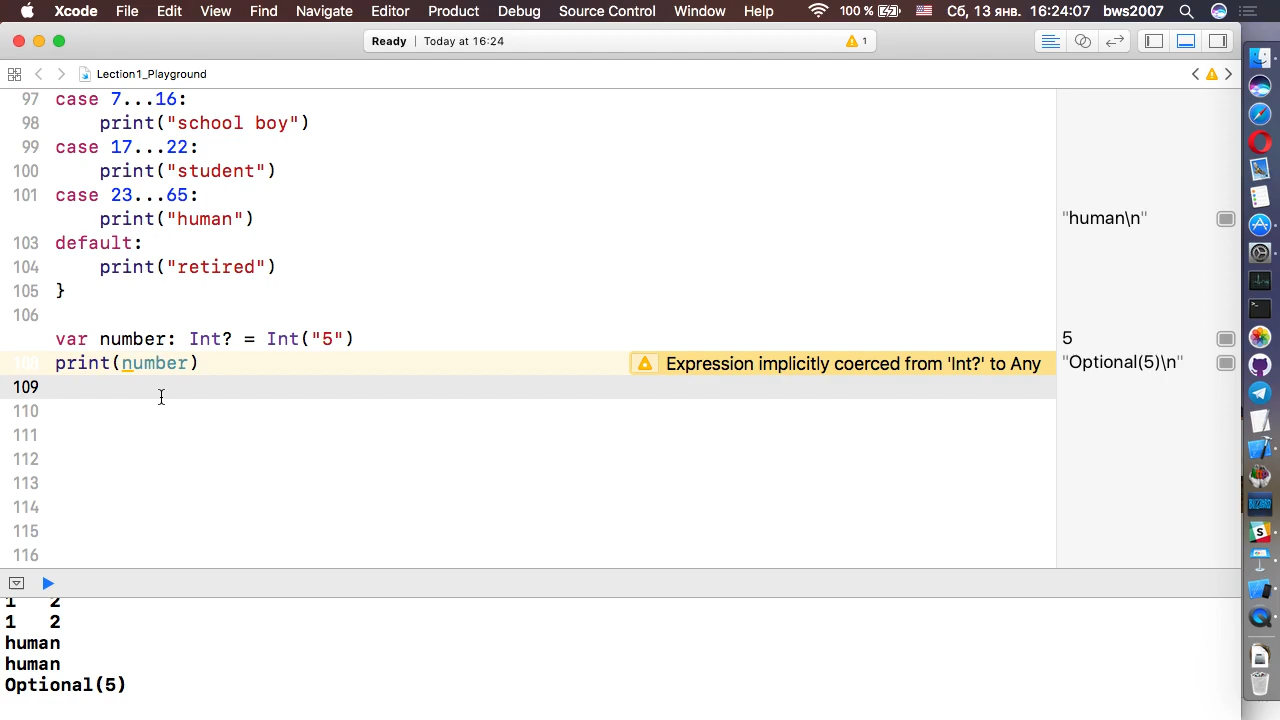 Xcode File Edit View Find Navigate Editor Product Debug Source Control Window Help 100 % Сб, 13 янв. 16:24:07 bws2007
Ready | Today at 16:24 1
Lection1_Playground
97 case 7...16:
98 print("school boy")
99 case 17...22:
100 print("student")
101 case 23...65:
print("human") "human\n"
103 default:
104 print("retired")
105 }
106
var number: Int? = Int("5") 5
108 print(number) Expression implicitly coerced from 'Int?' to Any "Optional(5)\n"
109
110
111
112
113
114
115
116
1 2
1 2
human
human
Optional(5)